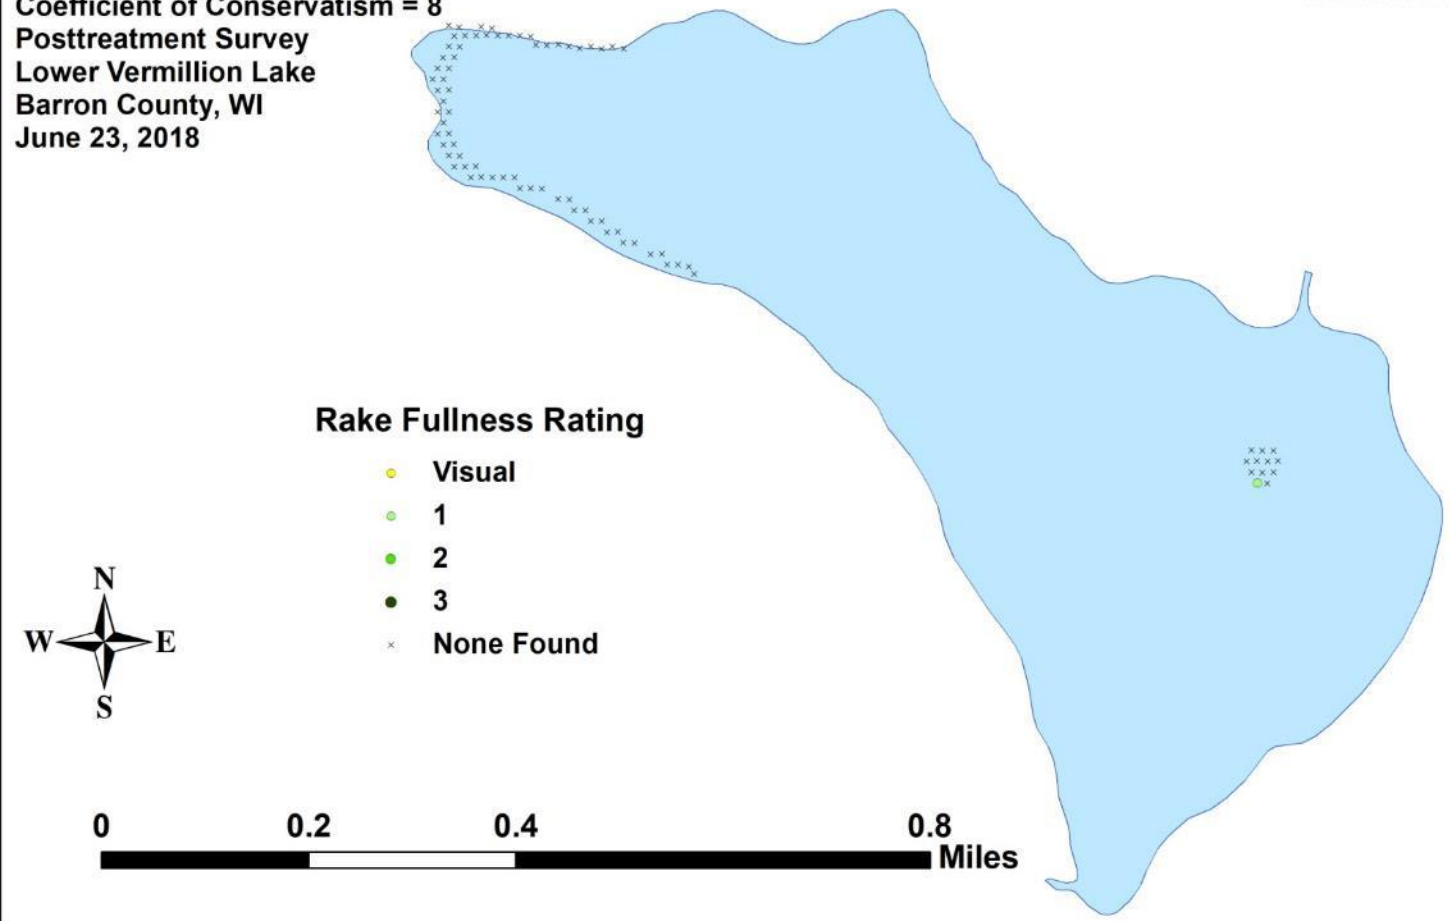 Coefficient of Conservatism = 8
Posttreatment Survey
Lower Vermillion Lake
Barron County, WI
June 23, 2018
Rake Fullness Rating
Visual
1
2
3
None Found
N
W E
S
0 0.2 0.4 0.8
Miles